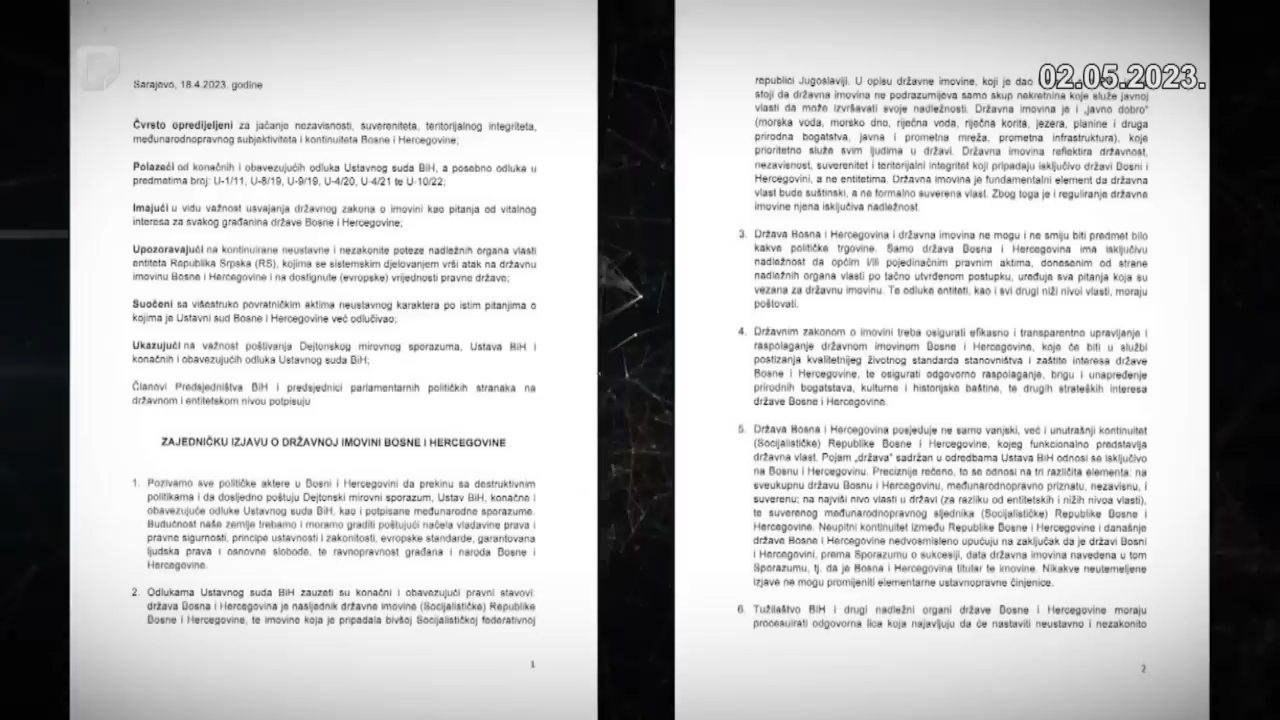 Sarajevo, 18.4.2023. godine
Čvrsto opredijeljeni za jačanje nezavisnosti, suvereniteta, teritorijalnog integriteta,
međunarodnopravnog subjektiviteta i kontinuiteta Bosne i Hercegovine;
Polazeći od konačnih i obavezujućih odluka Ustavnog suda BiH, a posebno odluka u
predmetima broj: U-1/11, U-8/19, U-9/19, U-4/20, U-4/21 te U-10/22;
Imajući u vidu važnost usvajanja državnog zakona o imovini kao pitanja od vitalnog
interesa za svakog građanina države Bosne i Hercegovine;
Upozoravajući na kontinuirane neustavne i nezakonite poteze nadležnih organa vlasti
entiteta Republika Srpska (RS), kojima se sistemskim djelovanjem vrši atak na državnu
imovinu Bosne i Hercegovine i na dostignute (evropske) vrijednosti pravne države;
Suočeni sa višestruko povratničkim aktima neustavnog karaktera po istim pitanjima o
kojima je Ustavni sud Bosne i Hercegovine već odlučivao;
Ukazujući na važnost poštivanja Dejtonskog mirovnog sporazuma, Ustava BiH i
konačnih i obavezujućih odluka Ustavnog suda BiH;
Članovi Predsjedništva BiH i predsjednici parlamentarnih političkih stranaka na
državnom i entitetskom nivou potpisuju
ZAJEDNIČKU IZJAVU O DRŽAVNOJ IMOVINI BOSNE I HERCEGOVINE
1. Pozivamo sve političke aktere u Bosni i Hercegovini da prekinu sa destruktivnim
politikama i da dosljedno poštuju Dejtonski mirovni sporazum, Ustav BiH, konačne i
obavezujuće odluke Ustavnog suda BiH, kao i potpisane međunarodne sporazume.
Budućnost naše zemlje trebamo i moramo graditi poštujući načela vladavine prava i
pravne sigurnosti, principe ustavnosti i zakonitosti, evropske standarde, garantovana
ljudska prava i osnovne slobode, te ravnopravnost građana i naroda Bosne i
Hercegovine.
2. Odlukama Ustavnog suda BiH zauzeti su konačni i obavezujući pravni stavovi:
država Bosna i Hercegovina je nasljednik državne imovine (Socijalističke) Republike
Bosne i Hercegovine, te imovine koja je pripadala bivšoj Socijalističkoj federativnoj
1
02.05.2023.
republici Jugoslaviji. U opisu državne imovine, koji je dao
stoji da državna imovina ne podrazumijeva samo skup nekretnina koje služe javnoj
vlasti da može izvršavati svoje nadležnosti. Državna imovina je i „javno dobro"
(morska voda, morsko dno, riječna voda, riječna korita, jezera, planine i druga
prirodna bogatstva, javna i prometna mreža, prometna infrastruktura), koje
prioritetno služe svim ljudima u državi. Državna imovina reflektira državnost,
nezavisnost, suverenitet i teritorijalni integritet koji pripadaju isključivo državi Bosni i
Hercegovini, a ne entitetima. Državna imovina je fundamentalni element da državna
vlast bude suštinski, a ne formalno suverena vlast. Zbog toga je i reguliranje državne
imovine njena isključiva nadležnost.
3. Država Bosna i Hercegovina i državna imovina ne mogu i ne smiju biti predmet bilo
kakve političke trgovine. Samo država Bosna i Hercegovina ima isključivu
nadležnost da općim i/ili pojedinačnim pravnim aktima, donesenim od strane
nadležnih organa vlasti po tačno utvrđenom postupku, uređuje sva pitanja koja su
vezana za državnu imovinu. Te odluke entiteti, kao i svi drugi niži nivoi vlasti, moraju
poštovati.
4. Državnim zakonom o imovini treba osigurati efikasno i transparentno upravljanje i
raspolaganje državnom imovinom Bosne i Hercegovine, koje će biti u službi
postizanja kvalitetnijeg životnog standarda stanovništva i zaštite interesa države
Bosne i Hercegovine, te osigurati odgovorno raspolaganje, brigu i unapređenje
prirodnih bogatstava, kulturne i historijske baštine, te drugih strateških interesa
države Bosne i Hercegovine.
5. Država Bosna i Hercegovina posjeduje ne samo vanjski, već i unutrašnji kontinuitet
(Socijalističke) Republike Bosne i Hercegovine, kojeg funkcionalno predstavlja
državna vlast. Pojam „država" sadržan u odredbama Ustava BiH odnosi se isključivo
na Bosnu i Hercegovinu. Preciznije rečeno, to se odnosi na tri različita elementa: na
sveukupnu državu Bosnu i Hercegovinu, međunarodnopravno priznatu, nezavisnu, i
suverenu; na najviši nivo vlasti u državi (za razliku od entitetskih i nižih nivoa vlasti),
te suverenog međunarodnopravnog sljednika (Socijalističke) Republike Bosne i
Hercegovine. Neupitni kontinuitet između Republike Bosne i Hercegovine i današnje
države Bosne i Hercegovine nedvosmisleno upućuju na zaključak da je državi Bosni
i Hercegovini, prema Sporazumu o sukcesiji, data državna imovina navedena u tom
Sporazumu, tj. da je Bosna i Hercegovina titular te imovine. Nikakve neutemeljene
izjave ne mogu promijeniti elementarne ustavnopravne činjenice.
6. Tužilaštvo BiH i drugi nadležni organi države Bosne i Hercegovine moraju
procesuirati odgovorna lica koja najavljuju da će nastaviti neustavno i nezakonito
2